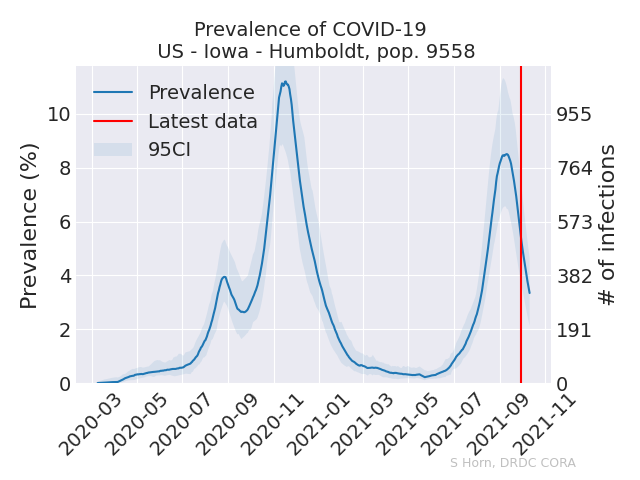 Prevalence of COVID-19
US - Iowa - Humboldt, pop. 9558
Prevalence
Latest data
95CI
Prevalence (%)
10
8
6
4
2
0
955
764
573
382
191
0
# of infections
2020-03
2020-05
2020-07
2020-09
2020-11
2021-01
2021-03
2021-05
2021-07
2021-09
2021-11
S Horn, DRDC CORA